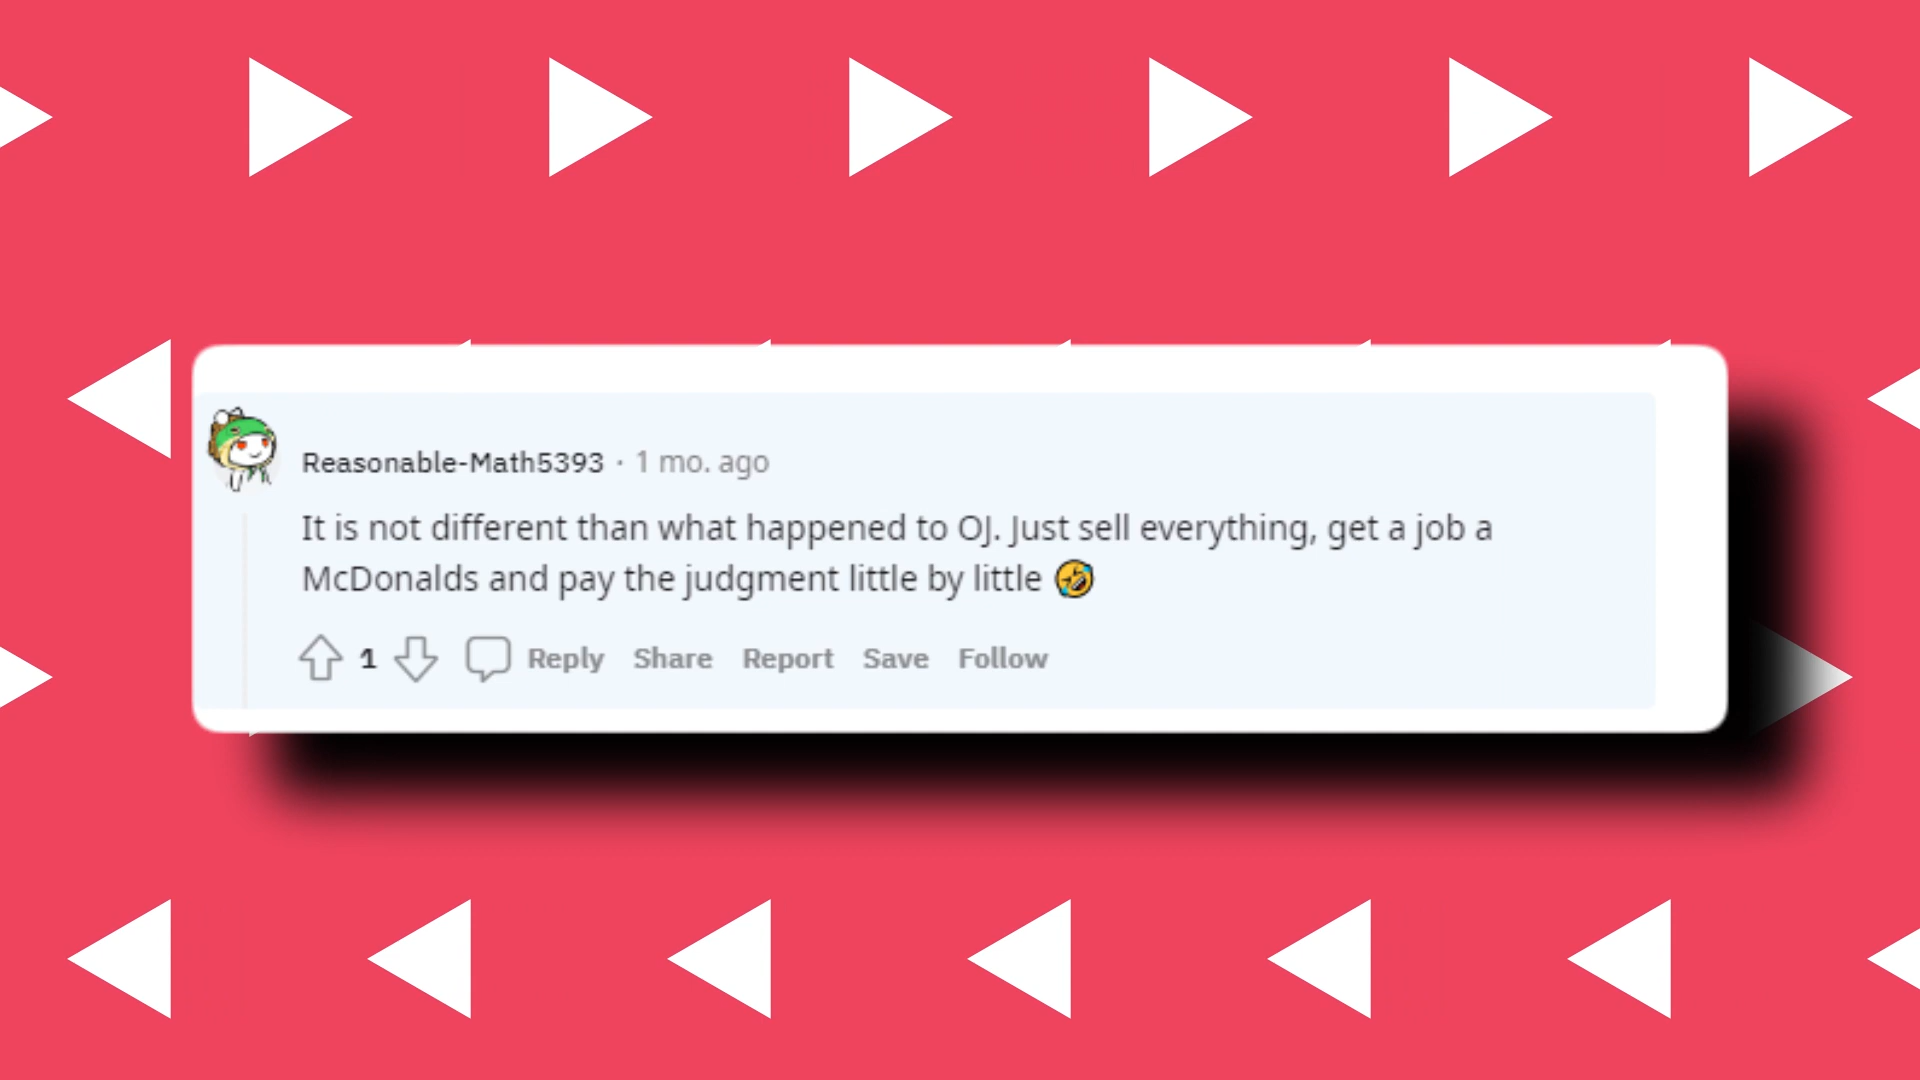 Reasonable-Math5393 · 1 mo. ago
It is not different than what happened to OJ. Just sell everything, get a job a
McDonalds and pay the judgment little by little 🤣
1 Reply Share Report Save Follow